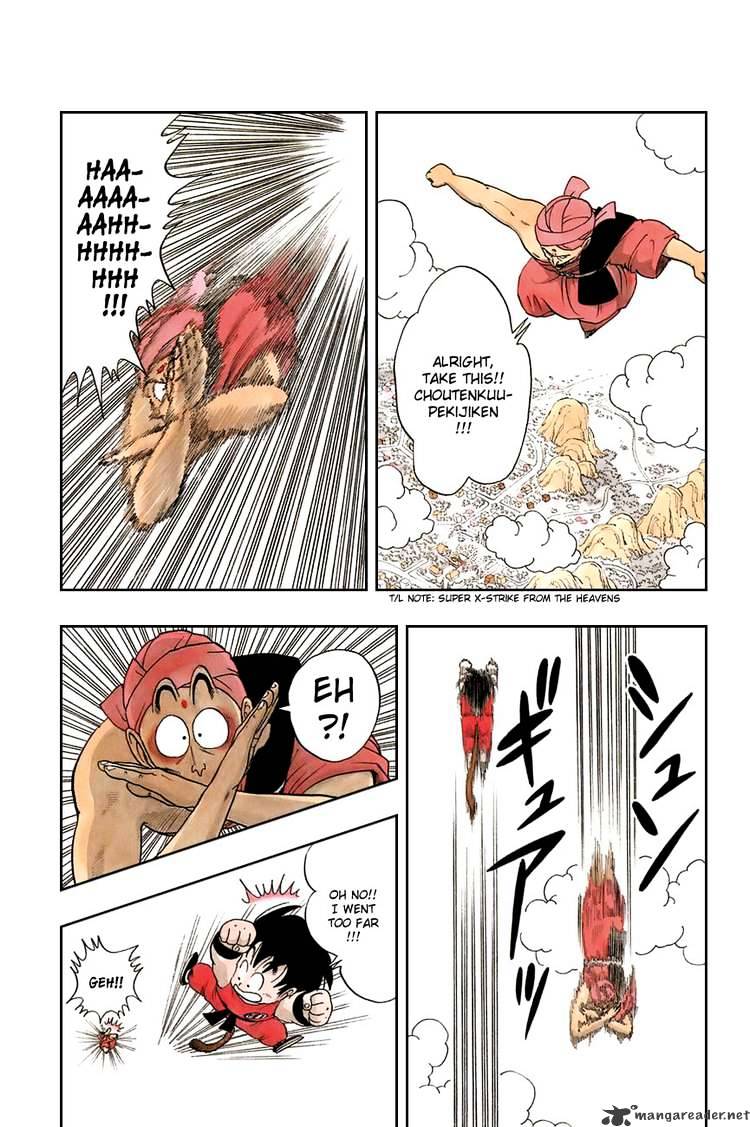 ALRIGHT,
TAKE THIS!!
CHOUTENKUU-
PEKIJIKEN
!!!
T/L NOTE: SUPER X-STRIKE FROM THE HEAVENS
HAA-
AAAA-
AAHH-
HHHH-
HHH
!!!
シュン
ギュアッ
EH
?!
OH NO!!
I WENT
TOO FAR
!!!
GEH!!
mangareader.net